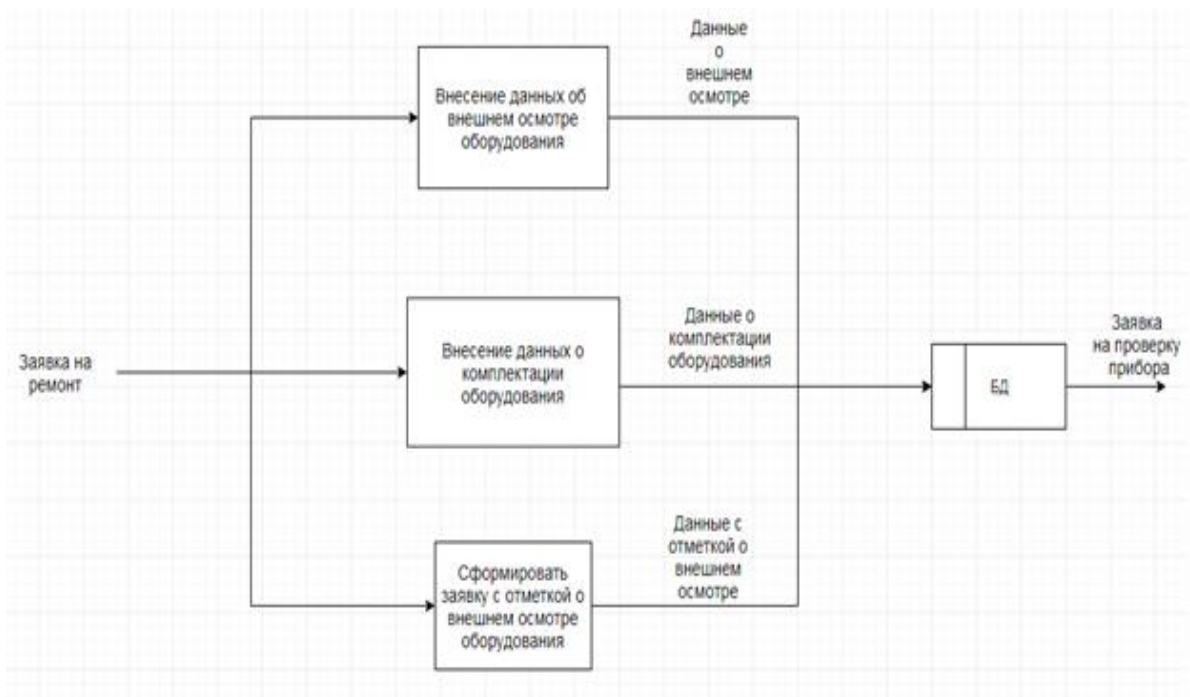 Данные
о
внешнем
осмотре
Внесение данных об
внешнем осмотре
оборудования
Заявка на
ремонт
Внесение данных о
комплектации
оборудования
Данные о
комплектации
оборудования
БД
Заявка
на проверку
прибора
Сформировать
заявку с отметкой о
внешнем осмотре
оборудования
Данные с
отметкой о
внешнем
осмотре